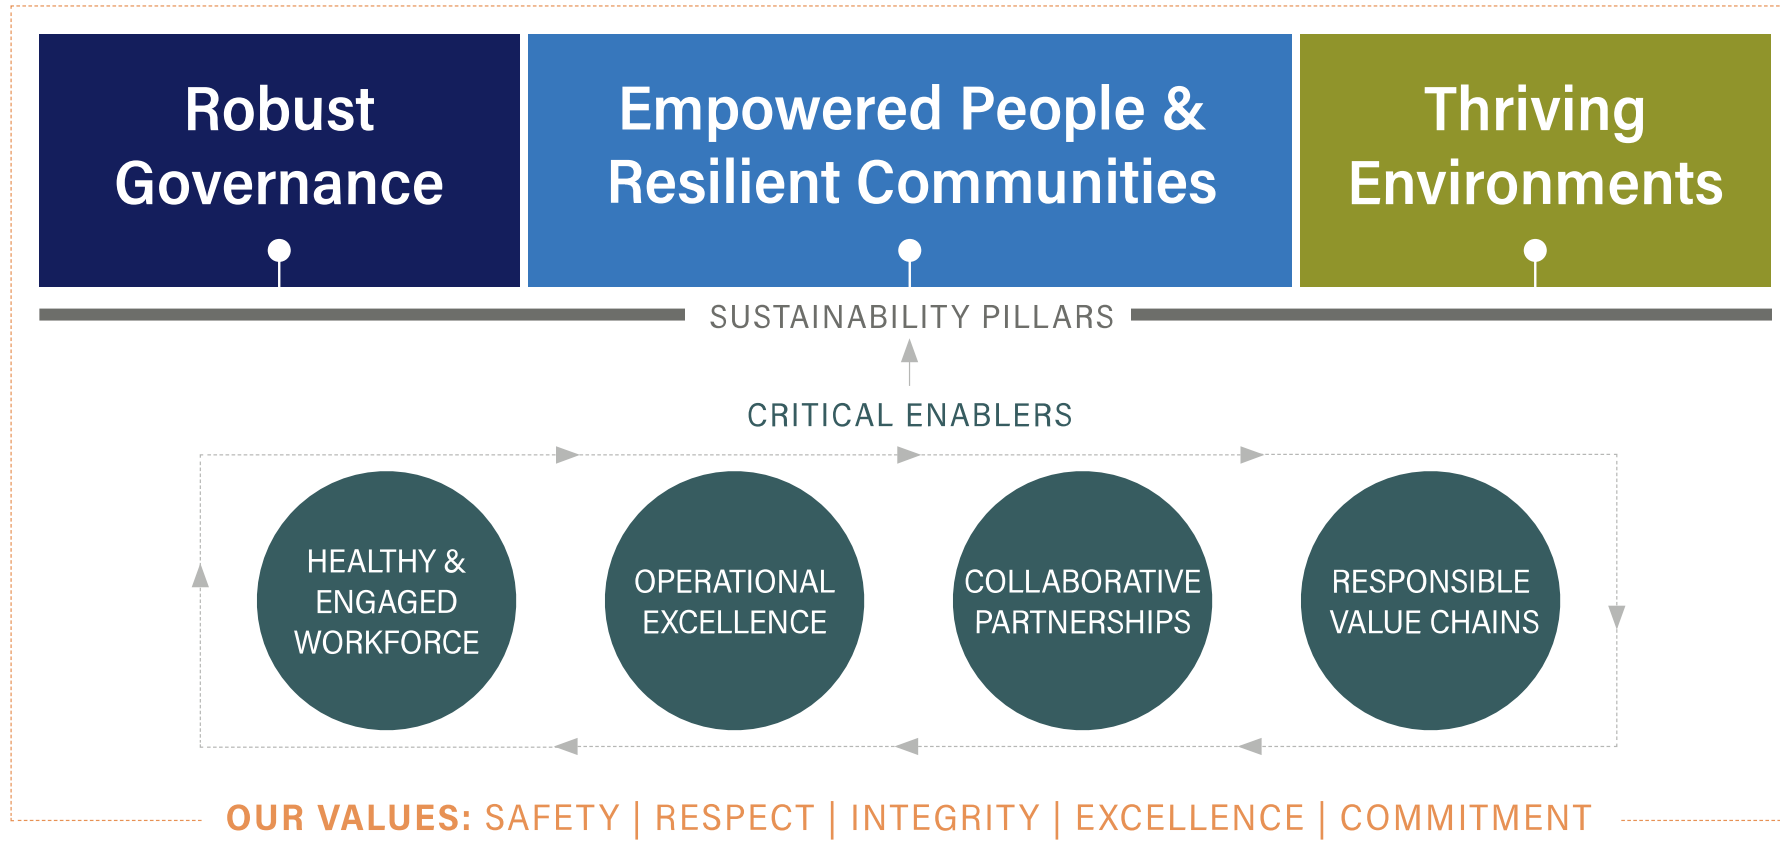 Robust
Governance
Empowered People &
Resilient Communities
Thriving
Environments
SUSTAINABILITY PILLARS
CRITICAL ENABLERS
HEALTHY &
ENGAGED
WORKFORCE
OPERATIONAL
EXCELLENCE
COLLABORATIVE
PARTNERSHIPS
RESPONSIBLE
VALUE CHAINS
OUR VALUES: SAFETY | RESPECT | INTEGRITY | EXCELLENCE | COMMITMENT